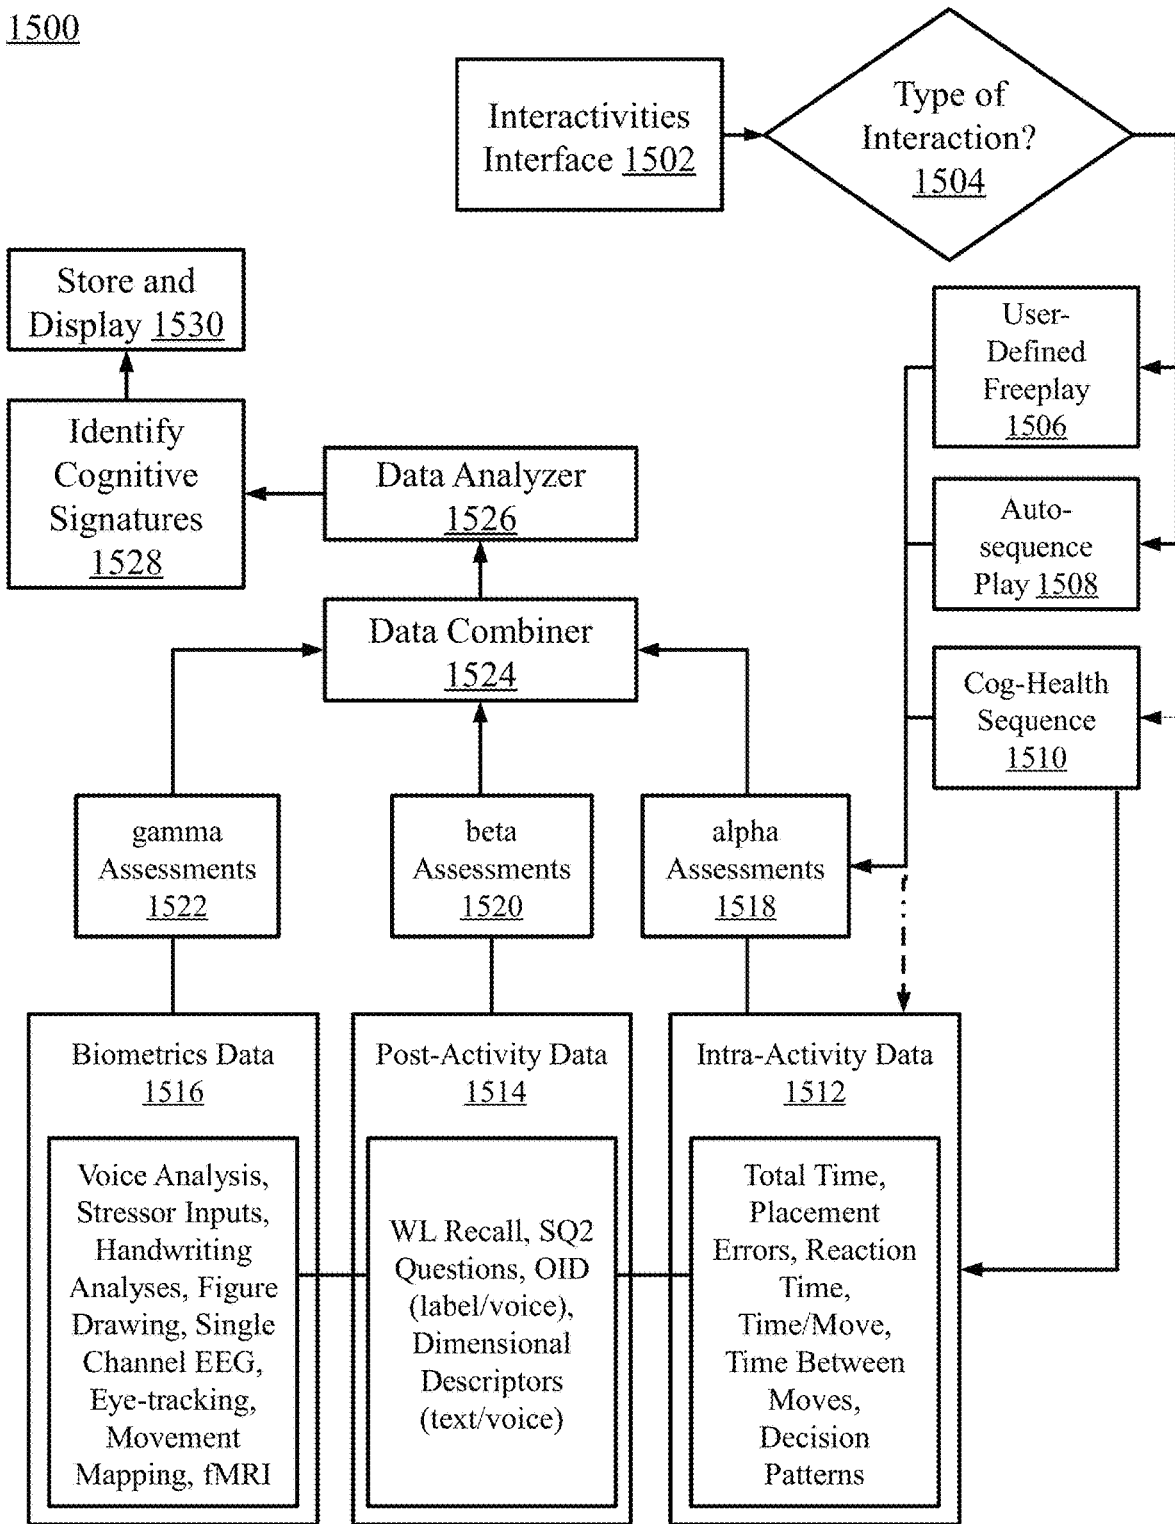 1500
Interactivities
Interface 1502
Type of
Interaction?
1504
Store and
Display 1530
User-
Defined
Freeplay
1506
Identify
Cognitive
Signatures
1528
Data Analyzer
1526
Auto-
sequence
Play 1508
Data Combiner
1524
Cog-Health
Sequence
1510
gamma
Assessments
1522
beta
Assessments
1520
alpha
Assessments
1518
Biometrics Data
1516
Voice Analysis,
Stressor Inputs,
Handwriting
Analyses, Figure
Drawing, Single
Channel EEG,
Eye-tracking,
Movement
Mapping, fMRI
Post-Activity Data
1514
WL Recall, SQ2
Questions, OID
(label/voice),
Dimensional
Descriptors
(text/voice)
Intra-Activity Data
1512
Total Time,
Placement
Errors, Reaction
Time,
Time/Move,
Time Between
Moves,
Decision
Patterns